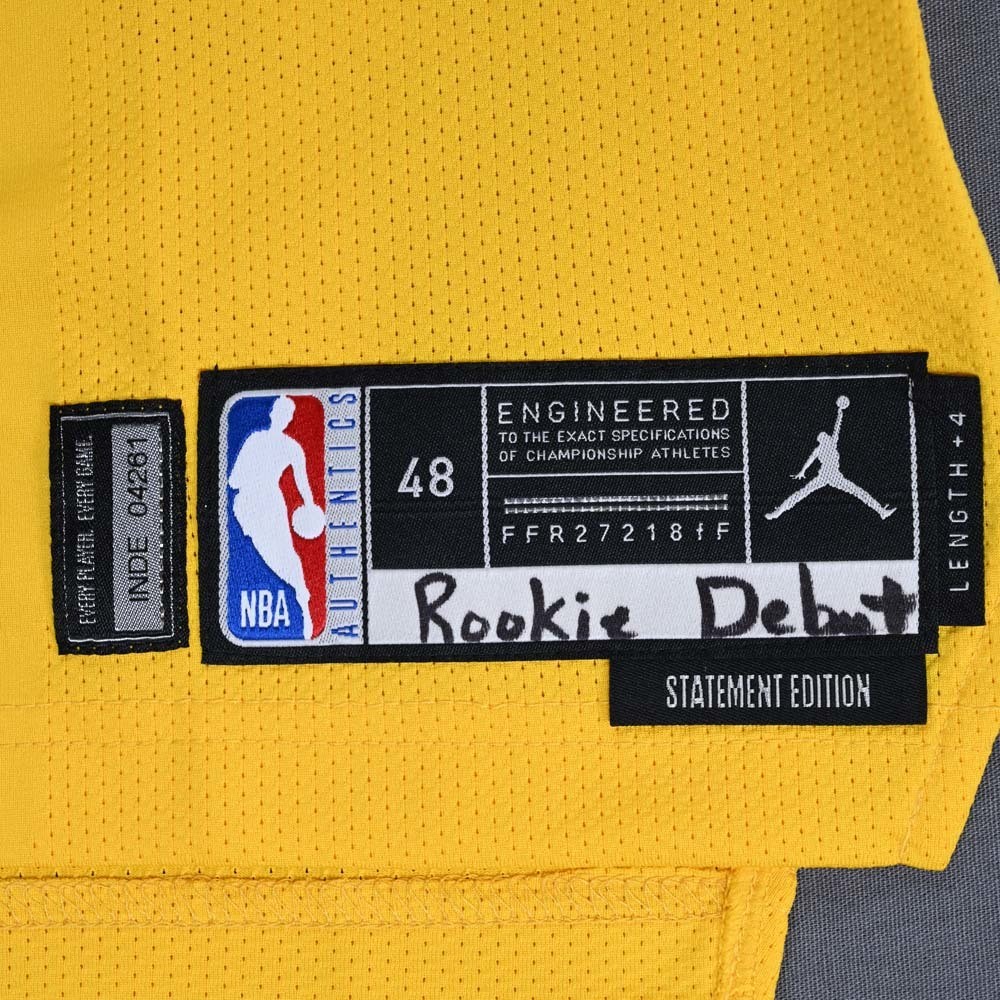 EVERY PLAYER. EVERY GAME.
INDE 04261
NBA
AUTHENTICS
48
ENGINEERED
TO THE EXACT SPECIFICATIONS
OF CHAMPIONSHIP ATHLETES
FFR27218fF
Rookie Debut
LENGTH +4
STATEMENT EDITION